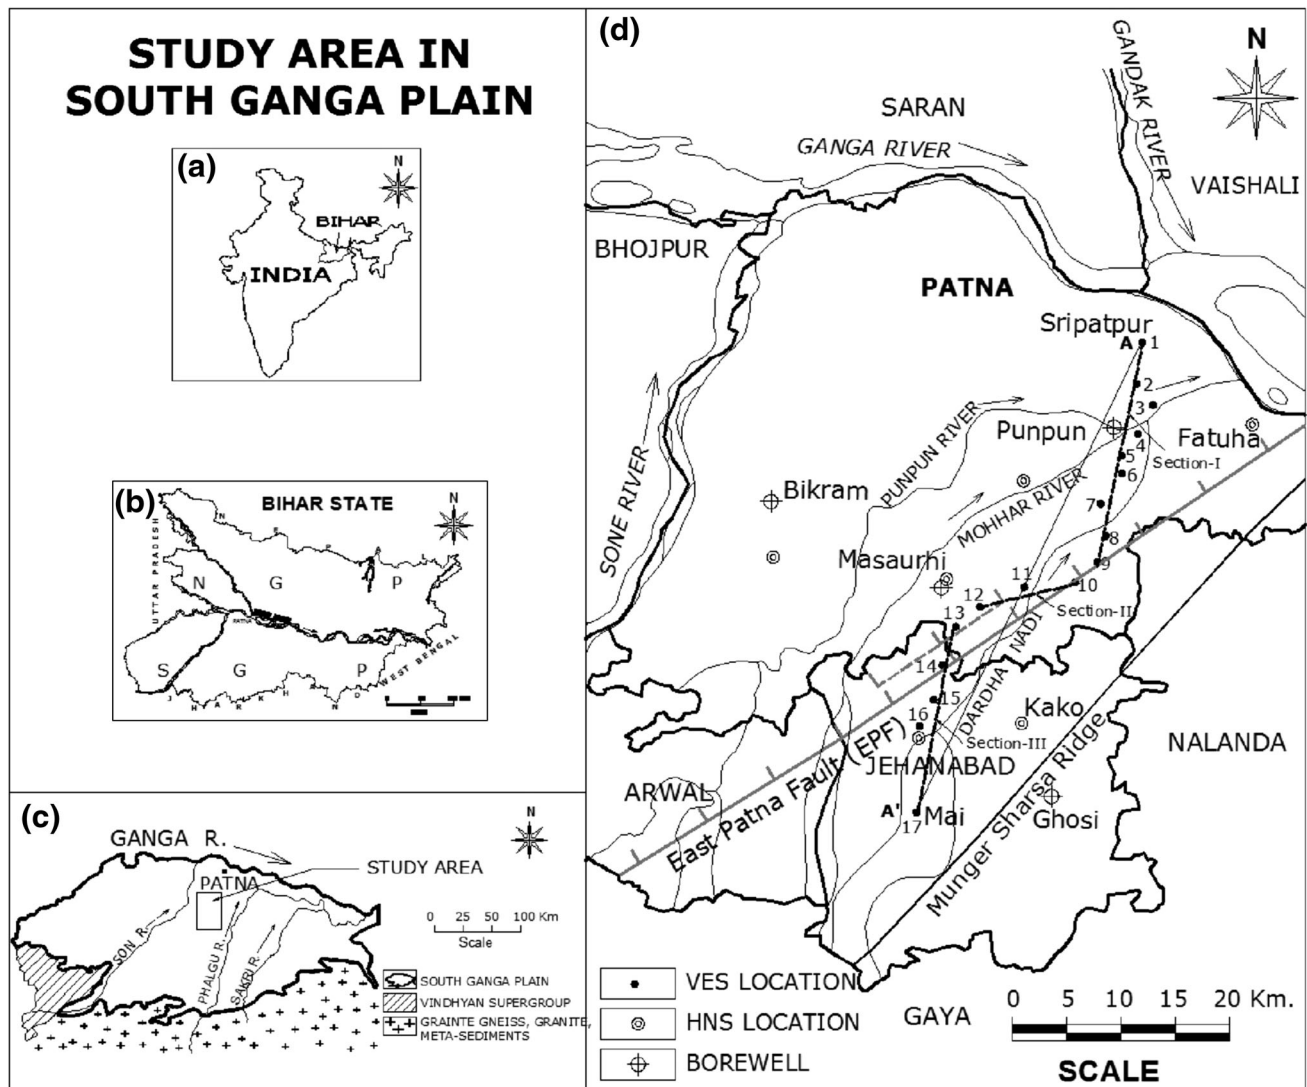 STUDY AREA IN
SOUTH GANGA PLAIN
(a)
N
BIHAR
INDIA
(b)
BIHAR STATE
N
UTTAR PRADESH
N E P A L
N G P
PATNA
S G P
J H A R K H A N D
WEST BENGAL
(c)
N
GANGA R.
STUDY AREA
PATNA
SON R.
PHALGU R.
SAKRI R.
0 25 50 100 Km
Scale
SOUTH GANGA PLAIN
VINDHYAN SUPERGROUP
GRAINTE GNEISS, GRANITE,
META-SEDIMENTS
(d)
N
SARAN
GANGA RIVER
GANDAK RIVER
VAISHALI
BHOJPUR
PATNA
Sripatpur
A 1
2
3
Punpun
4
Fatuha
5
Section-I
6
PUNPUN RIVER
SONE RIVER
Bikram
7
MOHHAR RIVER
8
Masaurhi
9
11
10
12
Section-II
13
14
DARDHA NADI
15
Kako
16
Section-III
NALANDA
JEHANABAD
East Patna Fault (EPF)
ARWAL
A'
17
Mai
Ghosi
Munger Sharsa Ridge
VES LOCATION
HNS LOCATION
BOREWELL
GAYA
0 5 10 15 20 Km.
SCALE